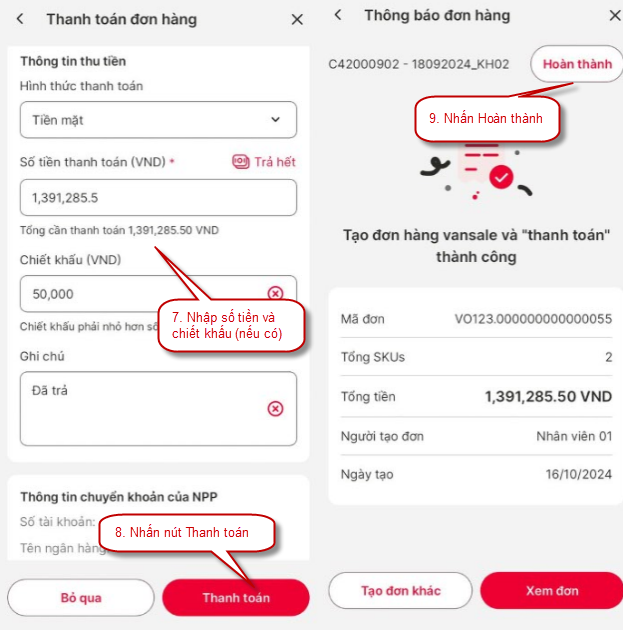 Thanh toán đơn hàng
Thông tin thu tiền
Hình thức thanh toán
Tiền mặt
Số tiền thanh toán (VND) *
Trả hết
1,391,285.5
Tổng cần thanh toán 1,391,285.50 VND
Chiết khấu (VND)
50,000
7. Nhập số tiền và
chiết khấu (nếu có)
Chiết khấu phải nhỏ hơn số
Ghi chú
Đã trả
Thông tin chuyển khoản của NPP
Số tài khoản:
8. Nhấn nút Thanh toán
Tên ngân hàng
Bỏ qua
Thanh toán
Thông báo đơn hàng
C42000902 - 18092024_KH02
Hoàn thành
9. Nhấn Hoàn thành
Tạo đơn hàng vansale và "thanh toán"
thành công
Mã đơn VO123.000000000000055
Tổng SKUs 2
Tổng tiền 1,391,285.50 VND
Người tạo đơn Nhân viên 01
Ngày tạo 16/10/2024
Tạo đơn khác
Xem đơn